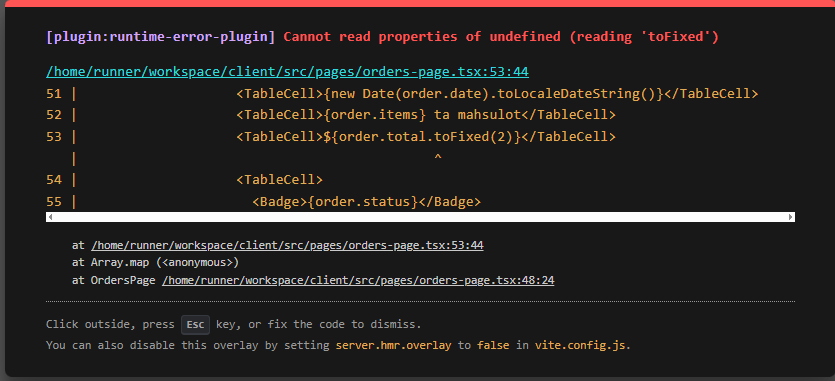 [plugin:runtime-error-plugin] Cannot read properties of undefined (reading 'toFixed')
/home/runner/workspace/client/src/pages/orders-page.tsx:53:44
51 | <TableCell>{new Date(order.date).toLocaleDateString()}</TableCell>
52 | <TableCell>{order.items} ta mahsulot</TableCell>
53 | <TableCell>${order.total.toFixed(2)}</TableCell>
| ^
54 | <TableCell>
55 | <Badge>{order.status}</Badge>
at /home/runner/workspace/client/src/pages/orders-page.tsx:53:44
at Array.map (<anonymous>)
at OrdersPage /home/runner/workspace/client/src/pages/orders-page.tsx:48:24
Click outside, press Esc key, or fix the code to dismiss.
You can also disable this overlay by setting server.hmr.overlay to false in vite.config.js.